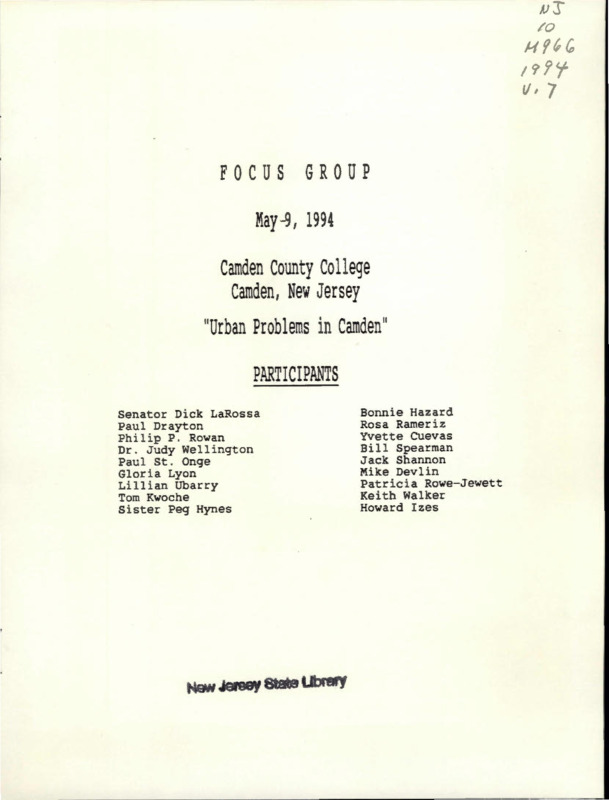 NJ
10
M966
1994
V.7
FOCUS GROUP
May 9, 1994
Camden County College
Camden, New Jersey
"Urban Problems in Camden"
PARTICIPANTS
Senator Dick LaRossa
Paul Drayton
Philip P. Rowan
Dr. Judy Wellington
Paul St. Onge
Gloria Lyon
Lillian Ubarry
Tom Kwoche
Sister Peg Hynes
Bonnie Hazard
Rosa Rameriz
Yvette Cuevas
Bill Spearman
Jack Shannon
Mike Devlin
Patricia Rowe-Jewett
Keith Walker
Howard Izes
New Jersey State Library